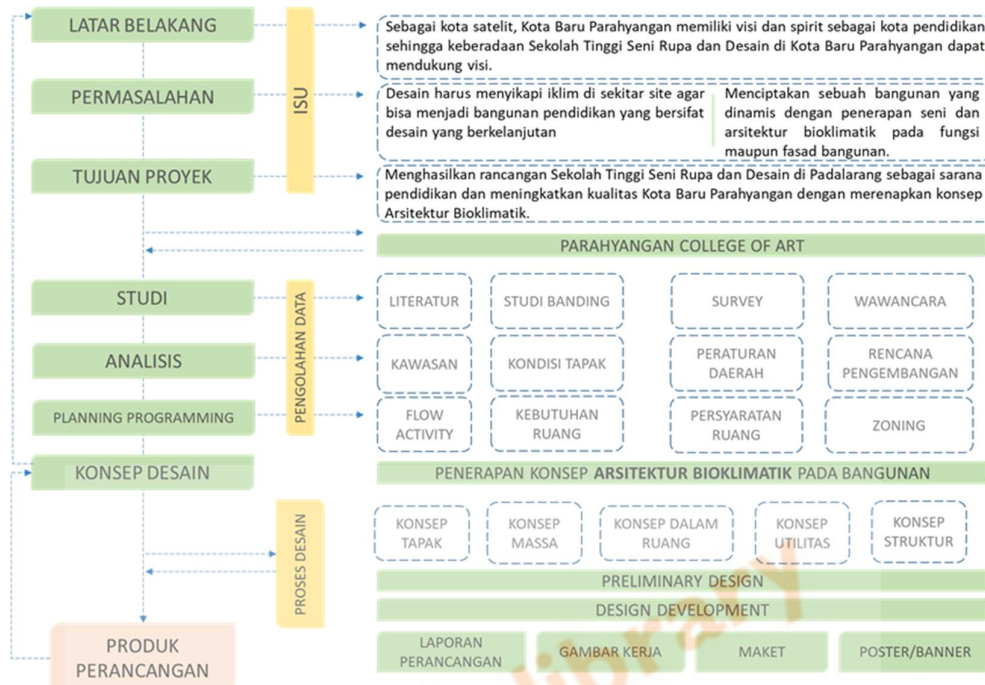 LATAR BELAKANG
Sebagai kota satelit, Kota Baru Parahyangan memiliki visi dan spirit sebagai kota pendidikan
sehingga keberadaan Sekolah Tinggi Seni Rupa dan Desain di Kota Baru Parahyangan dapat
mendukung visi.
PERMASALAHAN
ISU
Desain harus menyikapi iklim di sekitar site agar
bisa menjadi bangunan pendidikan yang bersifat
desain yang berkelanjutan
Menciptakan sebuah bangunan yang
dinamis dengan penerapan seni dan
arsitektur bioklimatik pada fungsi
maupun fasad bangunan.
TUJUAN PROYEK
Menghasilkan rancangan Sekolah Tinggi Seni Rupa dan Desain di Padalarang sebagai sarana
pendidikan dan meningkatkan kualitas Kota Baru Parahyangan dengan merenapkan konsep
Arsitektur Bioklimatik.
PARAHYANGAN COLLEGE OF ART
STUDI
PENGOLAHAN DATA
LITERATUR
STUDI BANDING
SURVEY
WAWANCARA
ANALISIS
KAWASAN
KONDISI TAPAK
PERATURAN
DAERAH
RENCANA
PENGEMBANGAN
PLANNING PROGRAMMING
FLOW
ACTIVITY
KEBUTUHAN
RUANG
PERSYARATAN
RUANG
ZONING
KONSEP DESAIN
PENERAPAN KONSEP ARSITEKTUR BIOKLIMATIK PADA BANGUNAN
PROSES DESAIN
KONSEP
TAPAK
KONSEP
MASSA
KONSEP DALAM
RUANG
KONSEP
UTILITAS
KONSEP
STRUKTUR
PRELIMINARY DESIGN
DESIGN DEVELOPMENT
PRODUK
PERANCANGAN
LAPORAN
PERANCANGAN
GAMBAR KERJA
MAKET
POSTER/BANNER
library